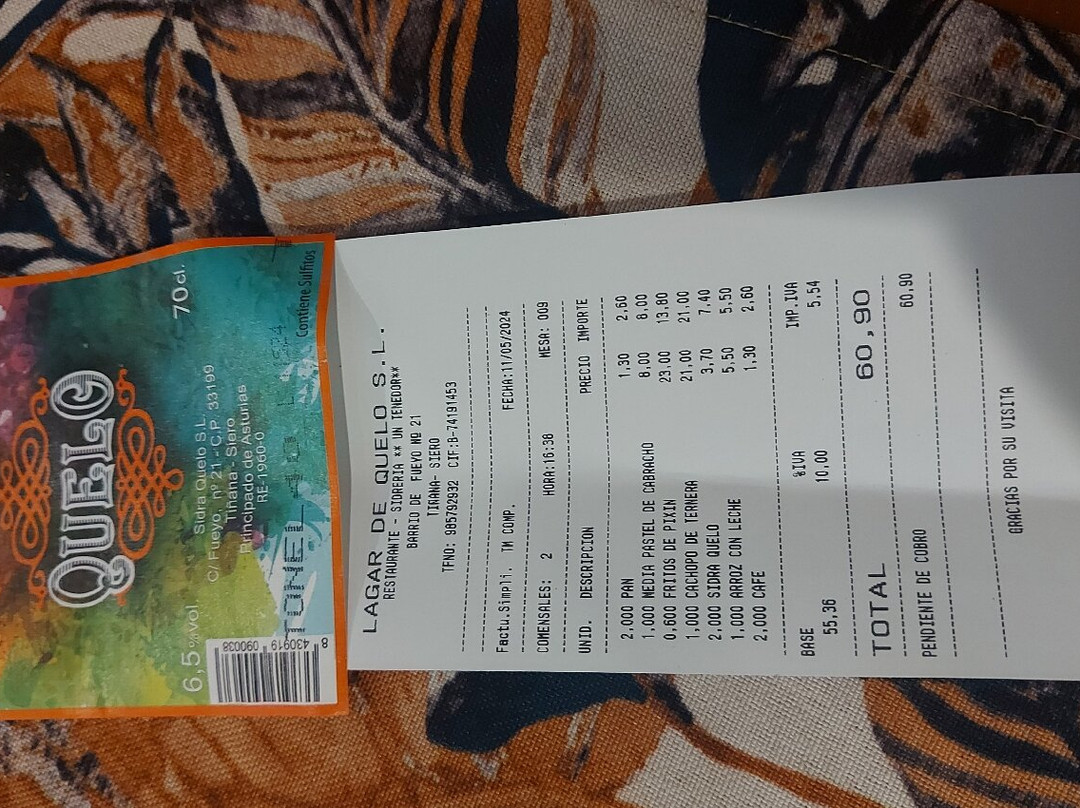 QUELO
Sidra Quelo S.L.
C/ Fueyo, nº 21 - C.P. 33199
Tiñana - Siero
Principado de Asturias
RE-1960-0
6,5 %Vol
70 cl.
Contiene Sulfitos
8 430919 090038
LAGAR DE QUELO S.L.
RESTAURANTE - SIDRERIA ** UN TENEDOR**
BARRIO DE FUEYO Nº 21
TIÑANA- SIERO
TFNO: 985792932 CIF:B-74191453
Factu.Simpli. TM COMP. FECHA:11/05/2024
COMENSALES: 2 HORA:16:38 MESA: 009
UNID. DESCRIPCION PRECIO IMPORTE
2,000 PAN 1,30 2,60
1,000 MEDIA PASTEL DE CABRACHO 8,00 8,00
0,600 FRITOS DE PIXIN 23,00 13,80
1,000 CACHOPO DE TERNERA 21,00 21,00
2,000 SIDRA QUELO 3,70 7,40
1,000 ARROZ CON LECHE 5,50 5,50
2,000 CAFE 1,30 2,60
BASE %IVA IMP.IVA
55,36 10,00 5,54
TOTAL 60,90
PENDIENTE DE COBRO 60,90
GRACIAS POR SU VISITA